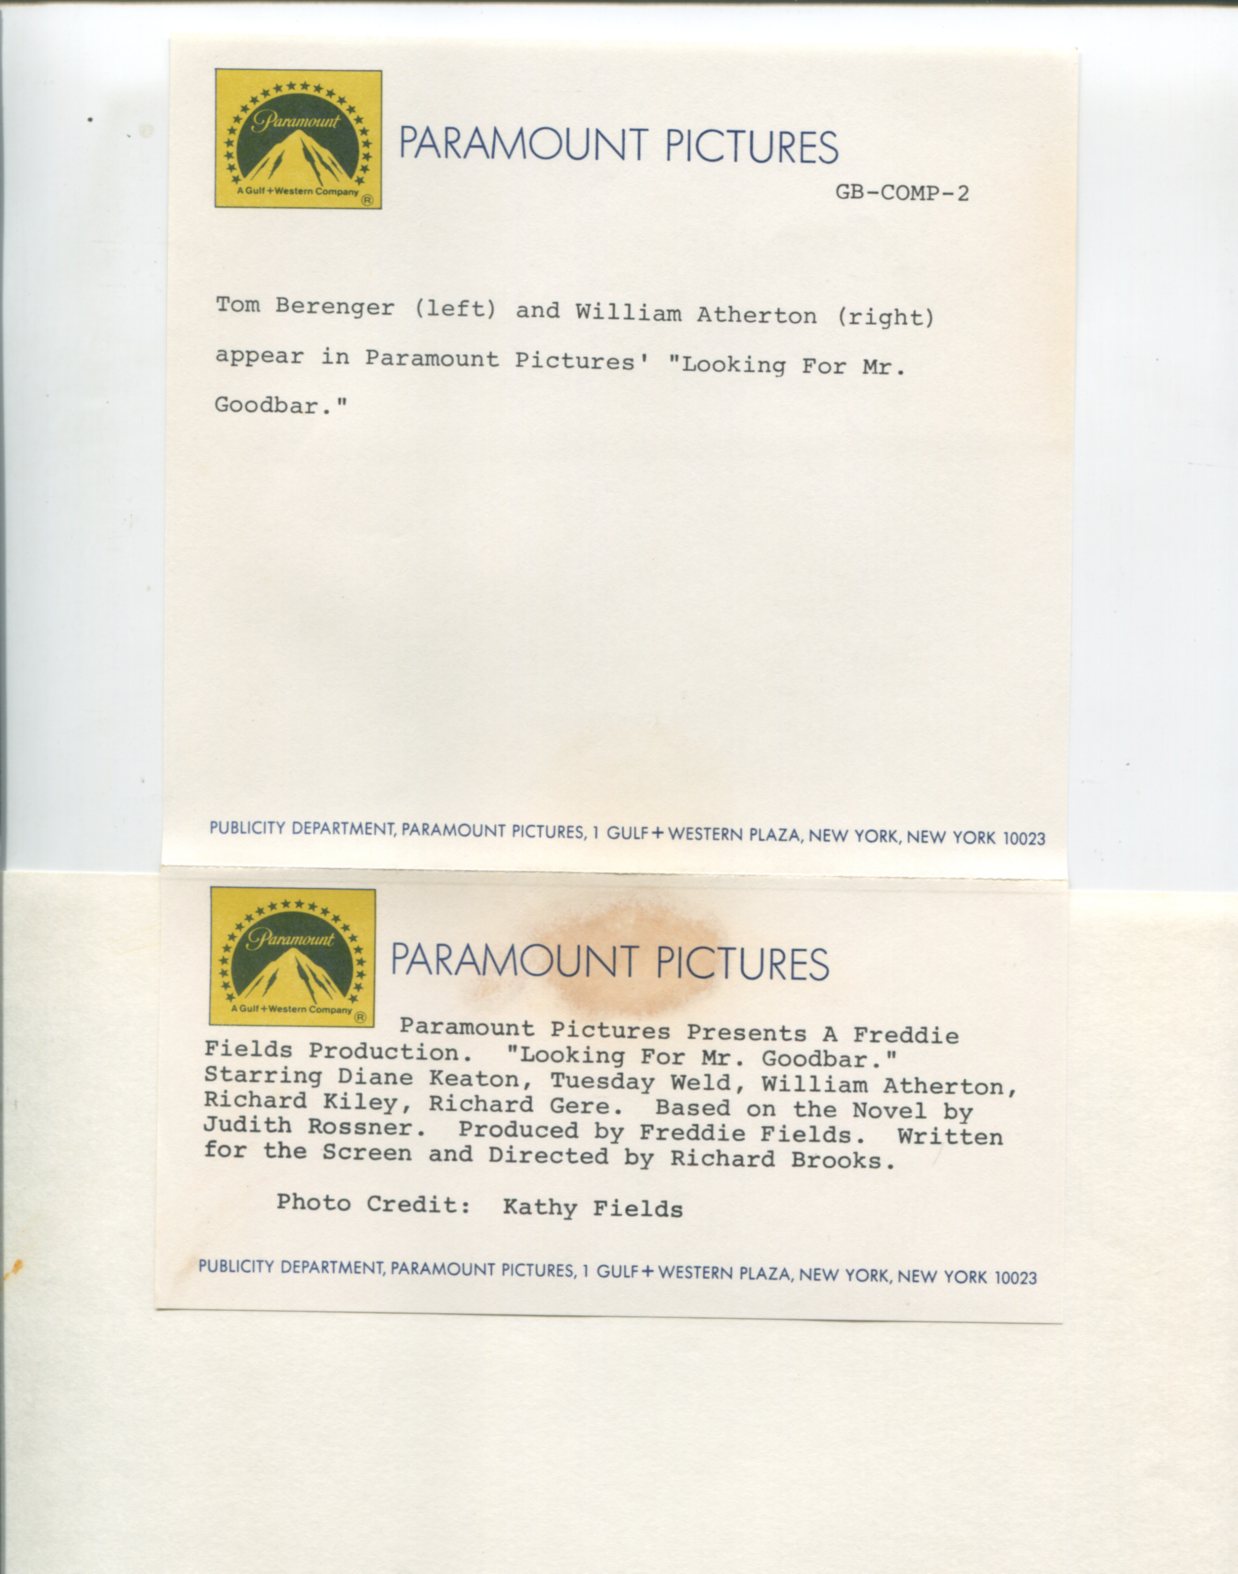 Paramount
A Gulf+Western Company
®
PARAMOUNT PICTURES
GB-COMP-2
Tom Berenger (left) and William Atherton (right)
appear in Paramount Pictures' "Looking For Mr.
Goodbar."
PUBLICITY DEPARTMENT, PARAMOUNT PICTURES, 1 GULF+WESTERN PLAZA, NEW YORK, NEW YORK 10023
Paramount
A Gulf+Western Company
®
PARAMOUNT PICTURES
Paramount Pictures Presents A Freddie
Fields Production. "Looking For Mr. Goodbar."
Starring Diane Keaton, Tuesday Weld, William Atherton,
Richard Kiley, Richard Gere. Based on the Novel by
Judith Rossner. Produced by Freddie Fields. Written
for the Screen and Directed by Richard Brooks.
Photo Credit: Kathy Fields
PUBLICITY DEPARTMENT, PARAMOUNT PICTURES, 1 GULF+WESTERN PLAZA, NEW YORK, NEW YORK 10023